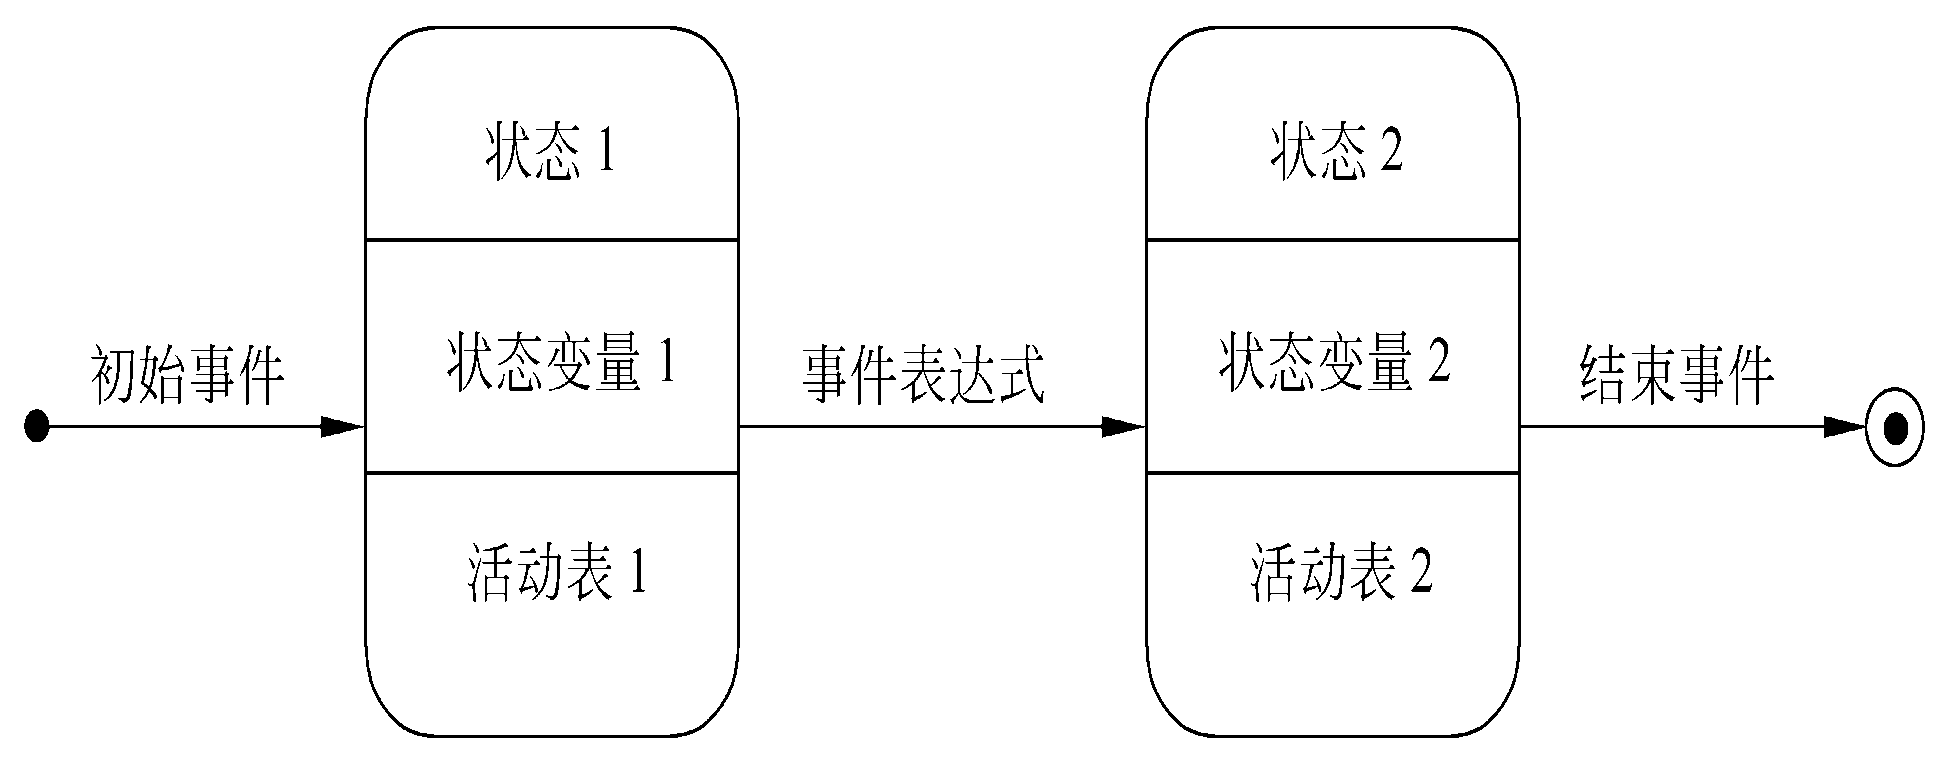 状态 1
状态 2
初始事件
状态变量 1
事件表达式
状态变量 2
结束事件
活动表 1
活动表 2